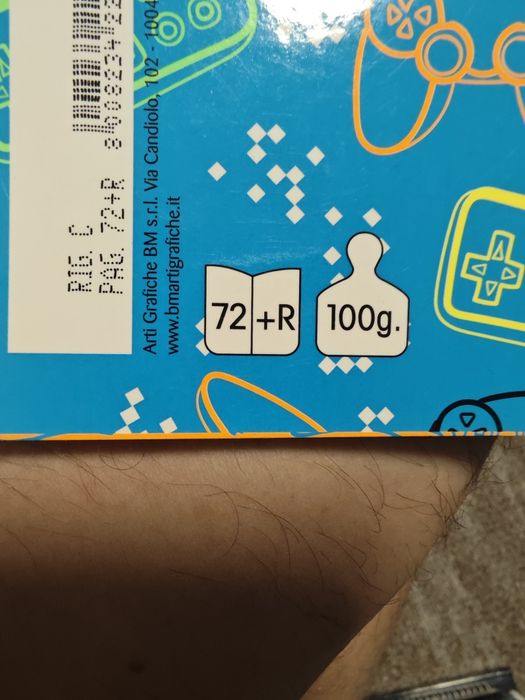 RIG. C
PAG. 72+R
Arti Grafiche BM s.r.l. Via Candiolo, 102 - 1004
www.bmartigrafiche.it
72 +R
100g.